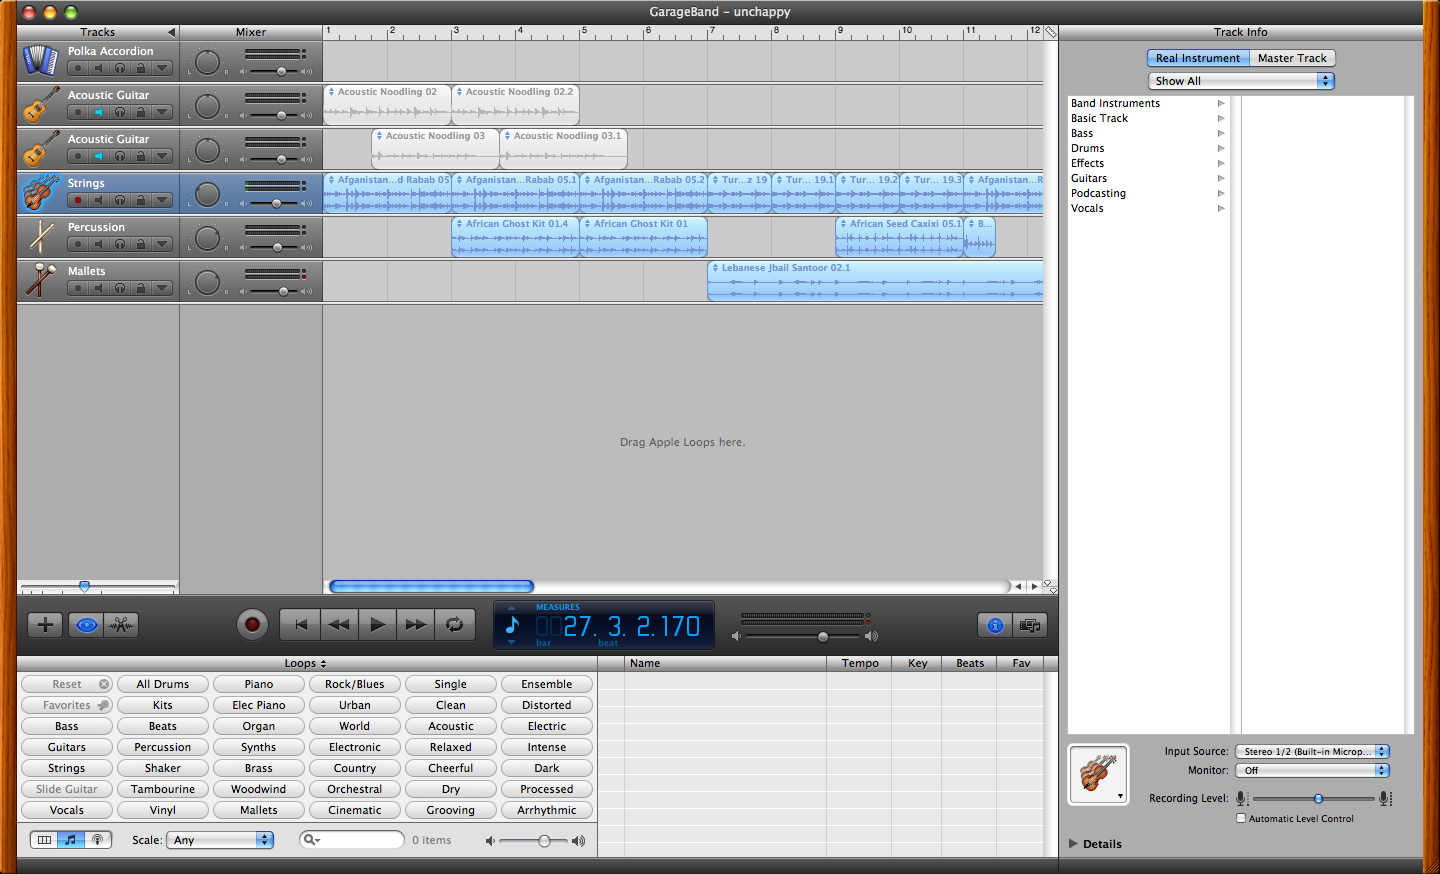 GarageBand – unchappy
Tracks
Mixer
1 2 3 4 5 6 7 8 9 10 11 12
Track Info
Polka Accordion
L R
Real Instrument
Master Track
Show All
Acoustic Guitar
L R
Acoustic Noodling 02
Acoustic Noodling 02.2
Acoustic Guitar
L R
Acoustic Noodling 03
Acoustic Noodling 03.1
Strings
L R
Afganistan...d Rabab 05
Afganistan...Rabab 05.1
Afganistan...Rabab 05.2
Tur...z 19
Tur... 19.1
Tur... 19.2
Tur... 19.3
Afganistan...R
Percussion
L R
African Ghost Kit 01.4
African Ghost Kit 01
African Seed Caxixi 05.1
B...
Mallets
L R
Lebanese Jbail Santoor 02.1
Band Instruments
Basic Track
Bass
Drums
Effects
Guitars
Podcasting
Vocals
Drag Apple Loops here.
MEASURES
27. 3. 2.170
bar beat
Loops
Name Tempo Key Beats Fav
Reset All Drums Piano Rock/Blues Single Ensemble
Favorites Kits Elec Piano Urban Clean Distorted
Bass Beats Organ World Acoustic Electric
Guitars Percussion Synths Electronic Relaxed Intense
Strings Shaker Brass Country Cheerful Dark
Slide Guitar Tambourine Woodwind Orchestral Dry Processed
Vocals Vinyl Mallets Cinematic Grooving Arrhythmic
Scale: Any
0 items
Input Source: Stereo 1/2 (Built-in Microp...
Monitor: Off
Recording Level:
Automatic Level Control
Details